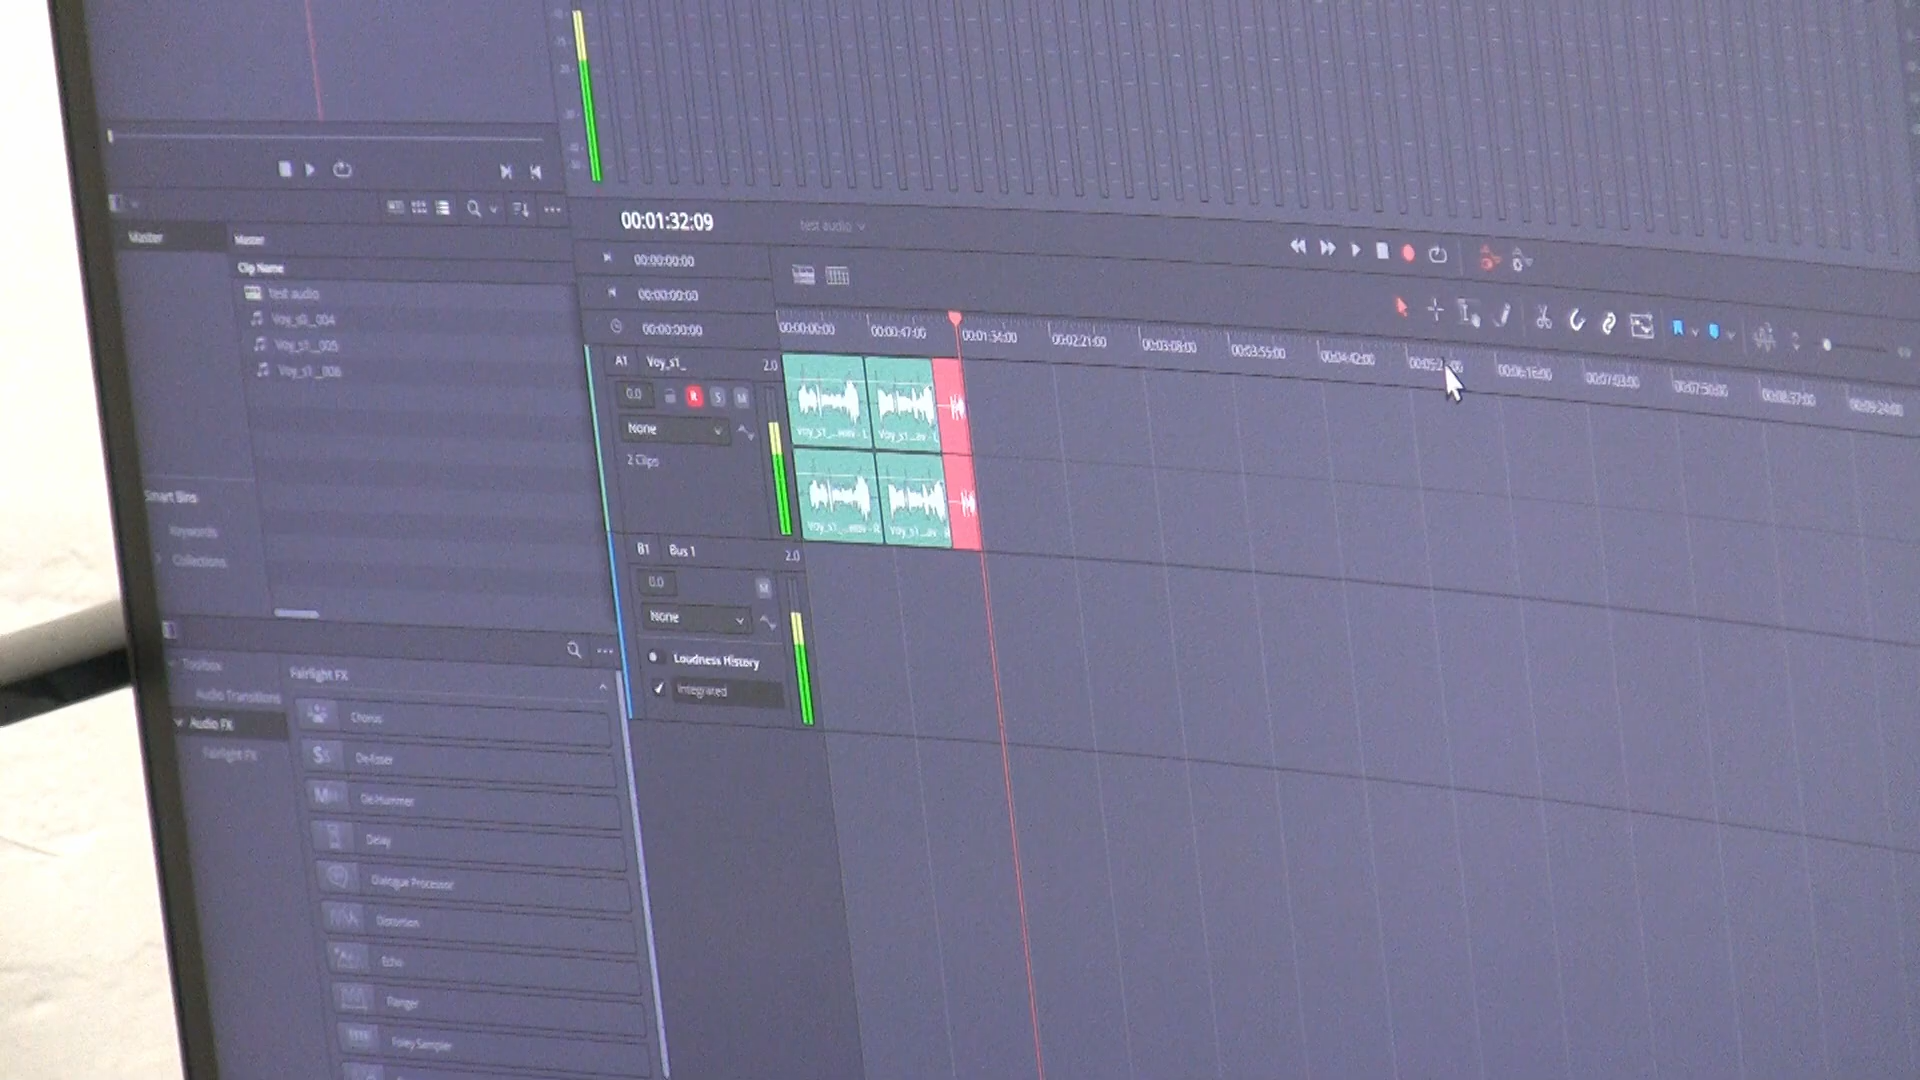 00:01:32:09
test audio
00:00:00:00
00:00:00:00
00:00:00:00
Master
Master
Clip Name
test audio
Voy_s0__004
Voy_s1__005
Voy_s1__006
Smart Bins
Keywords
Collections
00:00:00:00 00:00:47:00 00:01:34:00 00:02:21:00 00:03:08:00 00:03:55:00 00:04:42:00 00:06:16:00 00:07:03:00 00:07:50:00 00:08:37:00 00:09:24:00
A1 Voy_s1_ 2.0
0.0 R S M
None
2 Clips
B1 Bus 1 2.0
0.0 M
None
Loudness History
Integrated
Toolbox
Audio Transitions
Audio FX
Fairlight FX
Fairlight FX
Chorus
De-Esser
De-Hummer
Delay
Dialogue Processor
Distortion
Echo
Flanger
Foley Sampler